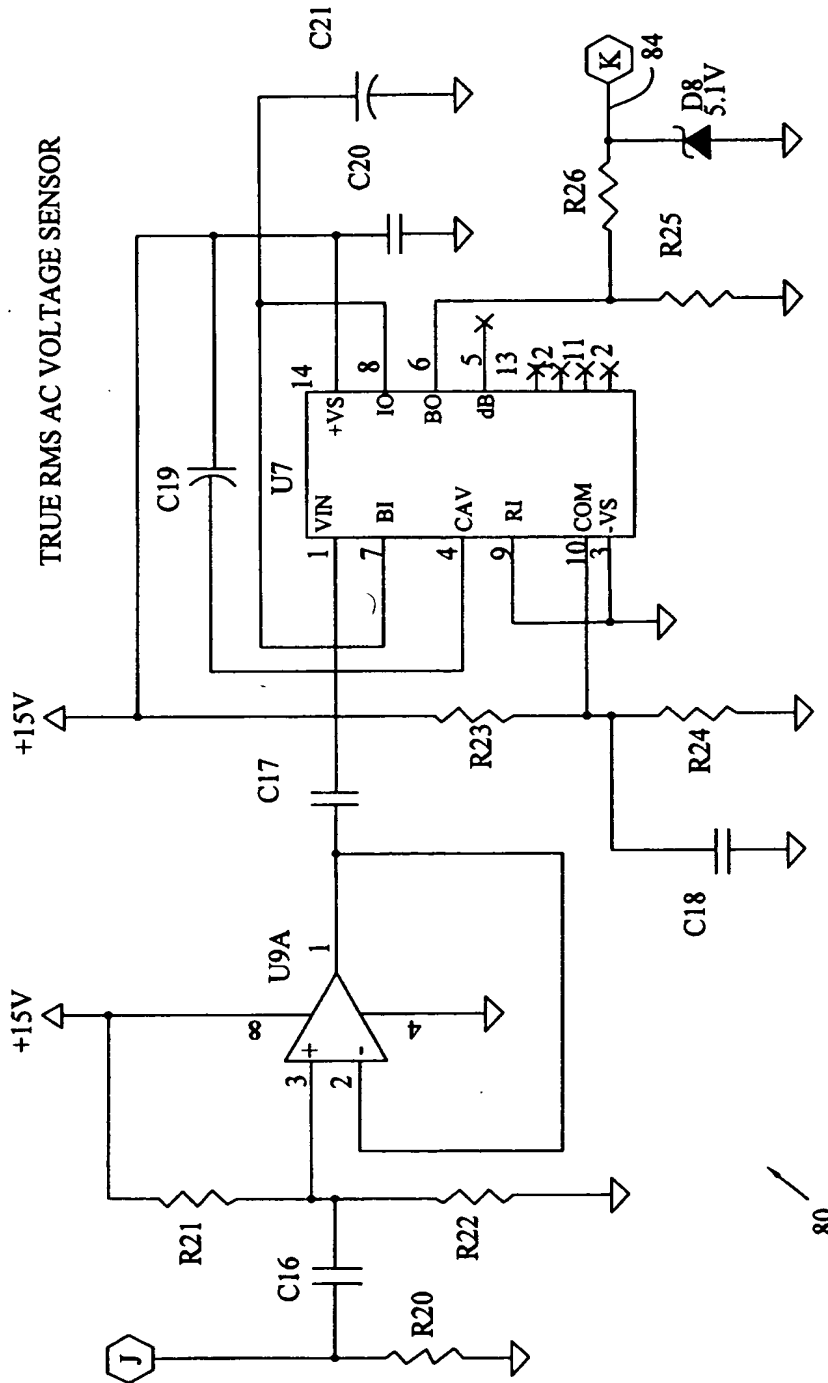 TRUE RMS AC VOLTAGE SENSOR
+15V
+15V
J
R20
C16
R21
R22
3
2
+
-
8
4
U9A
1
C17
C18
R23
R24
C19
U7
1 VIN
7 BI
4 CAV
9 RI
10 COM
3 -VS
+VS 14
IO 8
BO 6
dB 5
13
12
11
2
C20
C21
R25
R26
D8
5.1V
K
84
80